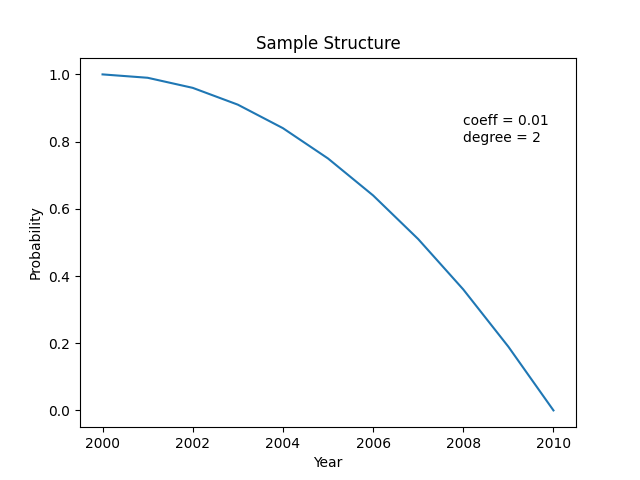 Sample Structure
1.0
0.8
0.6
0.4
0.2
0.0
Probability
coeff = 0.01
degree = 2
2000 2002 2004 2006 2008 2010
Year